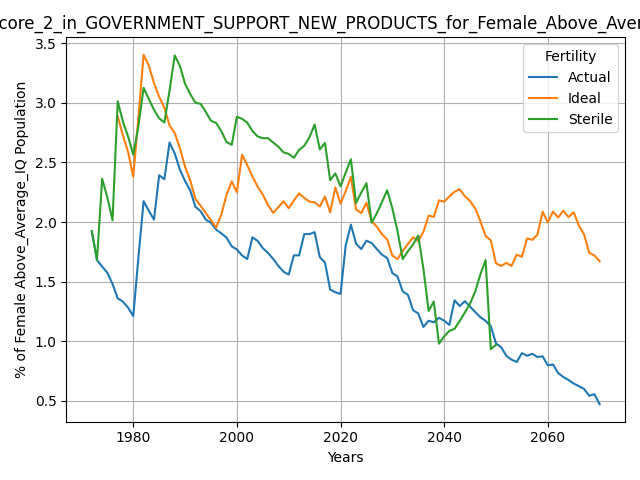 core_2_in_GOVERNMENT_SUPPORT_NEW_PRODUCTS_for_Female_Above_Aver
% of Female Above_Average_IQ Population
3.5
3.0
2.5
2.0
1.5
1.0
0.5
Fertility
Actual
Ideal
Sterile
1980
2000
2020
2040
2060
Years